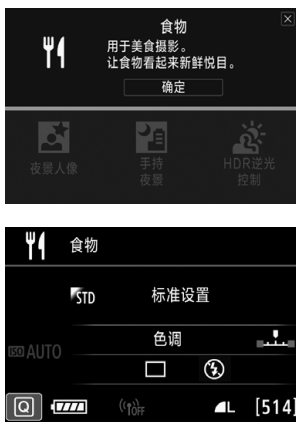 食物
用于美食摄影。
让食物看起来新鲜悦目。
确定
夜景人像
手持
夜景
HDR逆光
控制
食物
STD 标准设置
色调
ISO AUTO
Q OFF L [514]